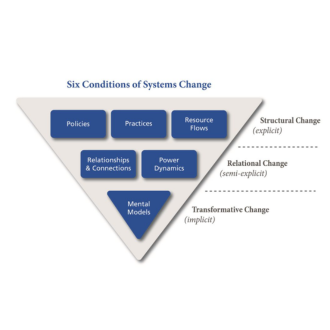 Six Conditions of Systems Change
Policies
Practices
Resource
Flows
Structural Change
(explicit)
Relationships
& Connections
Power
Dynamics
Relational Change
(semi-explicit)
Mental
Models
Transformative Change
(implicit)